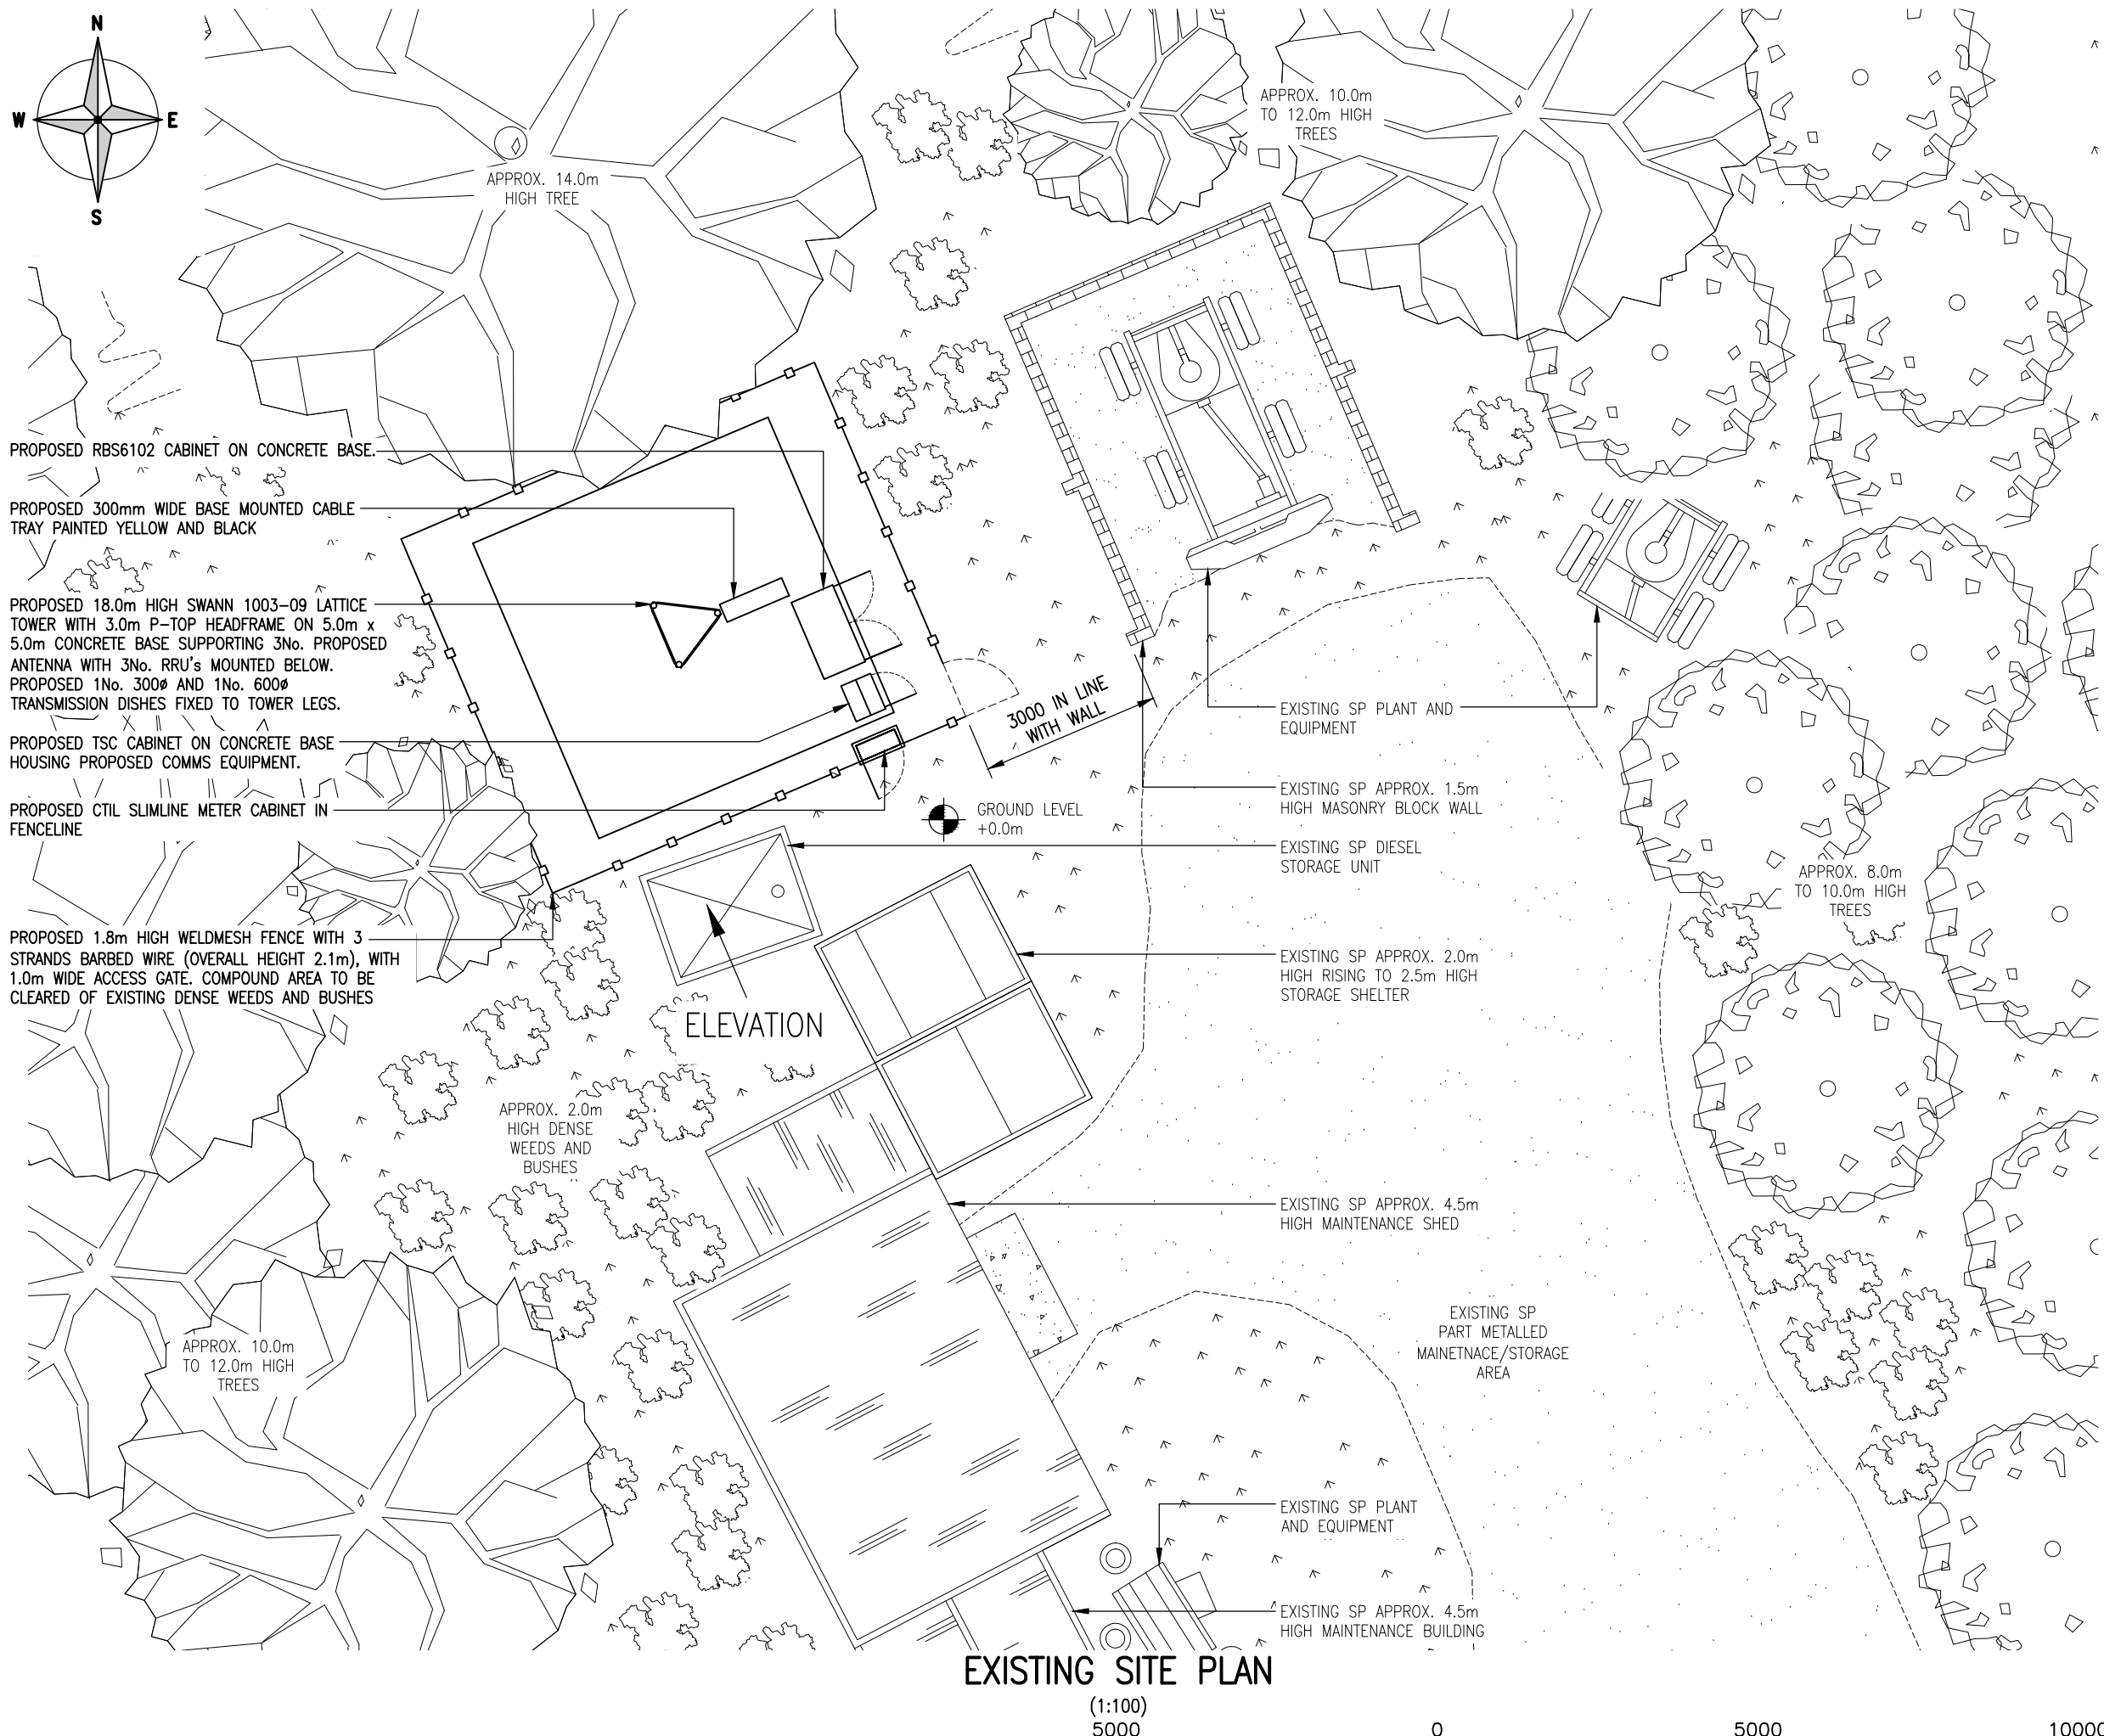 N
W
E
S
APPROX. 14.0m
HIGH TREE
APPROX. 10.0m
TO 12.0m HIGH
TREES
PROPOSED RBS6102 CABINET ON CONCRETE BASE.
PROPOSED 300mm WIDE BASE MOUNTED CABLE
TRAY PAINTED YELLOW AND BLACK
PROPOSED 18.0m HIGH SWANN 1003-09 LATTICE
TOWER WITH 3.0m P-TOP HEADFRAME ON 5.0m x
5.0m CONCRETE BASE SUPPORTING 3No. PROPOSED
ANTENNA WITH 3No. RRU's MOUNTED BELOW.
PROPOSED 1No. 300ø AND 1No. 600ø
TRANSMISSION DISHES FIXED TO TOWER LEGS.
PROPOSED TSC CABINET ON CONCRETE BASE
HOUSING PROPOSED COMMS EQUIPMENT.
PROPOSED CTIL SLIMLINE METER CABINET IN
FENCELINE
PROPOSED 1.8m HIGH WELDMESH FENCE WITH 3
STRANDS BARBED WIRE (OVERALL HEIGHT 2.1m), WITH
1.0m WIDE ACCESS GATE. COMPOUND AREA TO BE
CLEARED OF EXISTING DENSE WEEDS AND BUSHES
3000 IN LINE
WITH WALL
GROUND LEVEL
+0.0m
EXISTING SP PLANT AND
EQUIPMENT
EXISTING SP APPROX. 1.5m
HIGH MASONRY BLOCK WALL
EXISTING SP DIESEL
STORAGE UNIT
APPROX. 8.0m
TO 10.0m HIGH
TREES
EXISTING SP APPROX. 2.0m
HIGH RISING TO 2.5m HIGH
STORAGE SHELTER
ELEVATION
APPROX. 2.0m
HIGH DENSE
WEEDS AND
BUSHES
EXISTING SP APPROX. 4.5m
HIGH MAINTENANCE SHED
APPROX. 10.0m
TO 12.0m HIGH
TREES
EXISTING SP
PART METALLED
MAINETNACE/STORAGE
AREA
EXISTING SP PLANT
AND EQUIPMENT
EXISTING SP APPROX. 4.5m
HIGH MAINTENANCE BUILDING
EXISTING SITE PLAN
(1:100)
5000 0 5000 10000